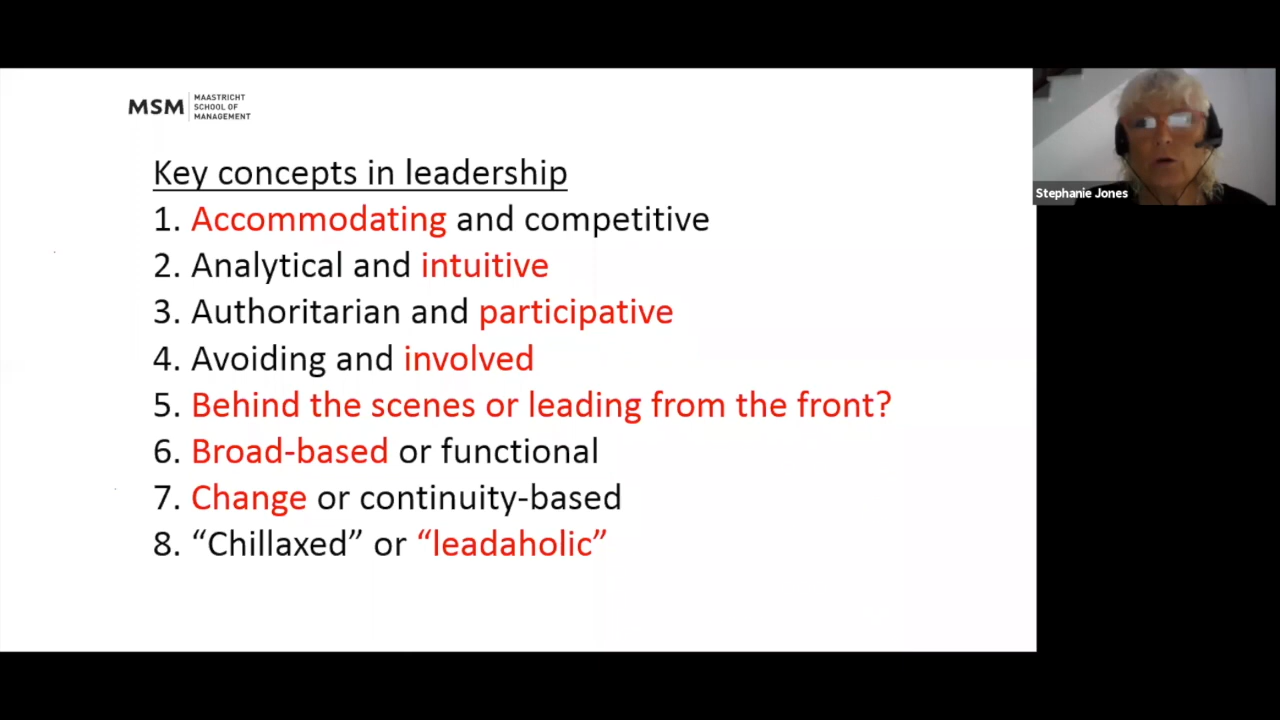 MSM
MAASTRICHT
SCHOOL OF
MANAGEMENT
Key concepts in leadership
1. Accommodating and competitive
2. Analytical and intuitive
3. Authoritarian and participative
4. Avoiding and involved
5. Behind the scenes or leading from the front?
6. Broad-based or functional
7. Change or continuity-based
8. “Chillaxed” or “leadaholic”
Stephanie Jones